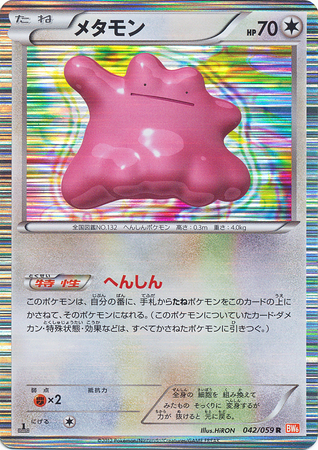 たね
メタモン
HP70
全国図鑑NO.132 へんしんポケモン 高さ:0.3m 重さ:4.0kg
とくせい
特性 へんしん
このポケモンは、自分の番に、手札からたねポケモンをこのカードの上に
かさねて、そのポケモンになれる。(このポケモンについていたカード・ダメ
カン・特殊状態・効果などは、すべてかさねたポケモンに引きつぐ。)
弱点 抵抗力
×2
にげる
全身の 細胞を 組み換えて
みたもの そっくりに 変身するが
力が 抜けると 元に戻る。
Illus.HiRON
042/059 R BW6